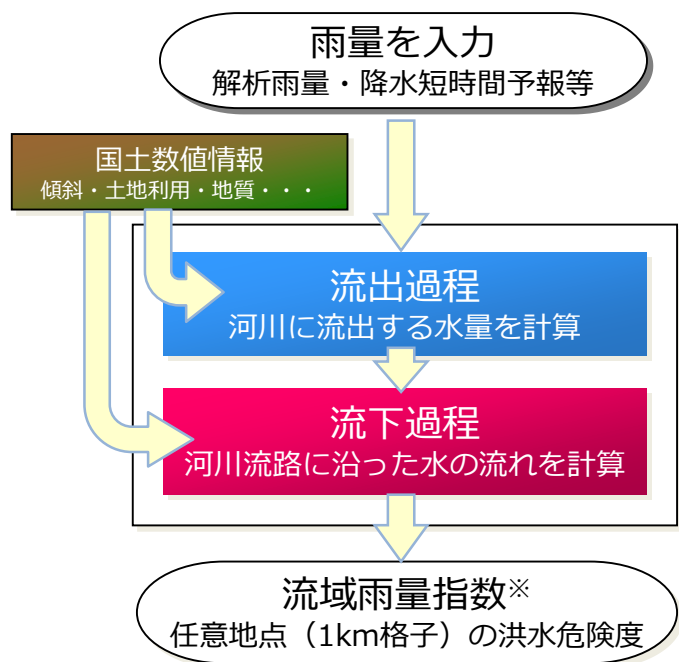 雨量を入力
解析雨量・降水短時間予報等
国土数値情報
傾斜・土地利用・地質・・・
流出過程
河川に流出する水量を計算
流下過程
河川流路に沿った水の流れを計算
流域雨量指数※
任意地点（1km格子）の洪水危険度